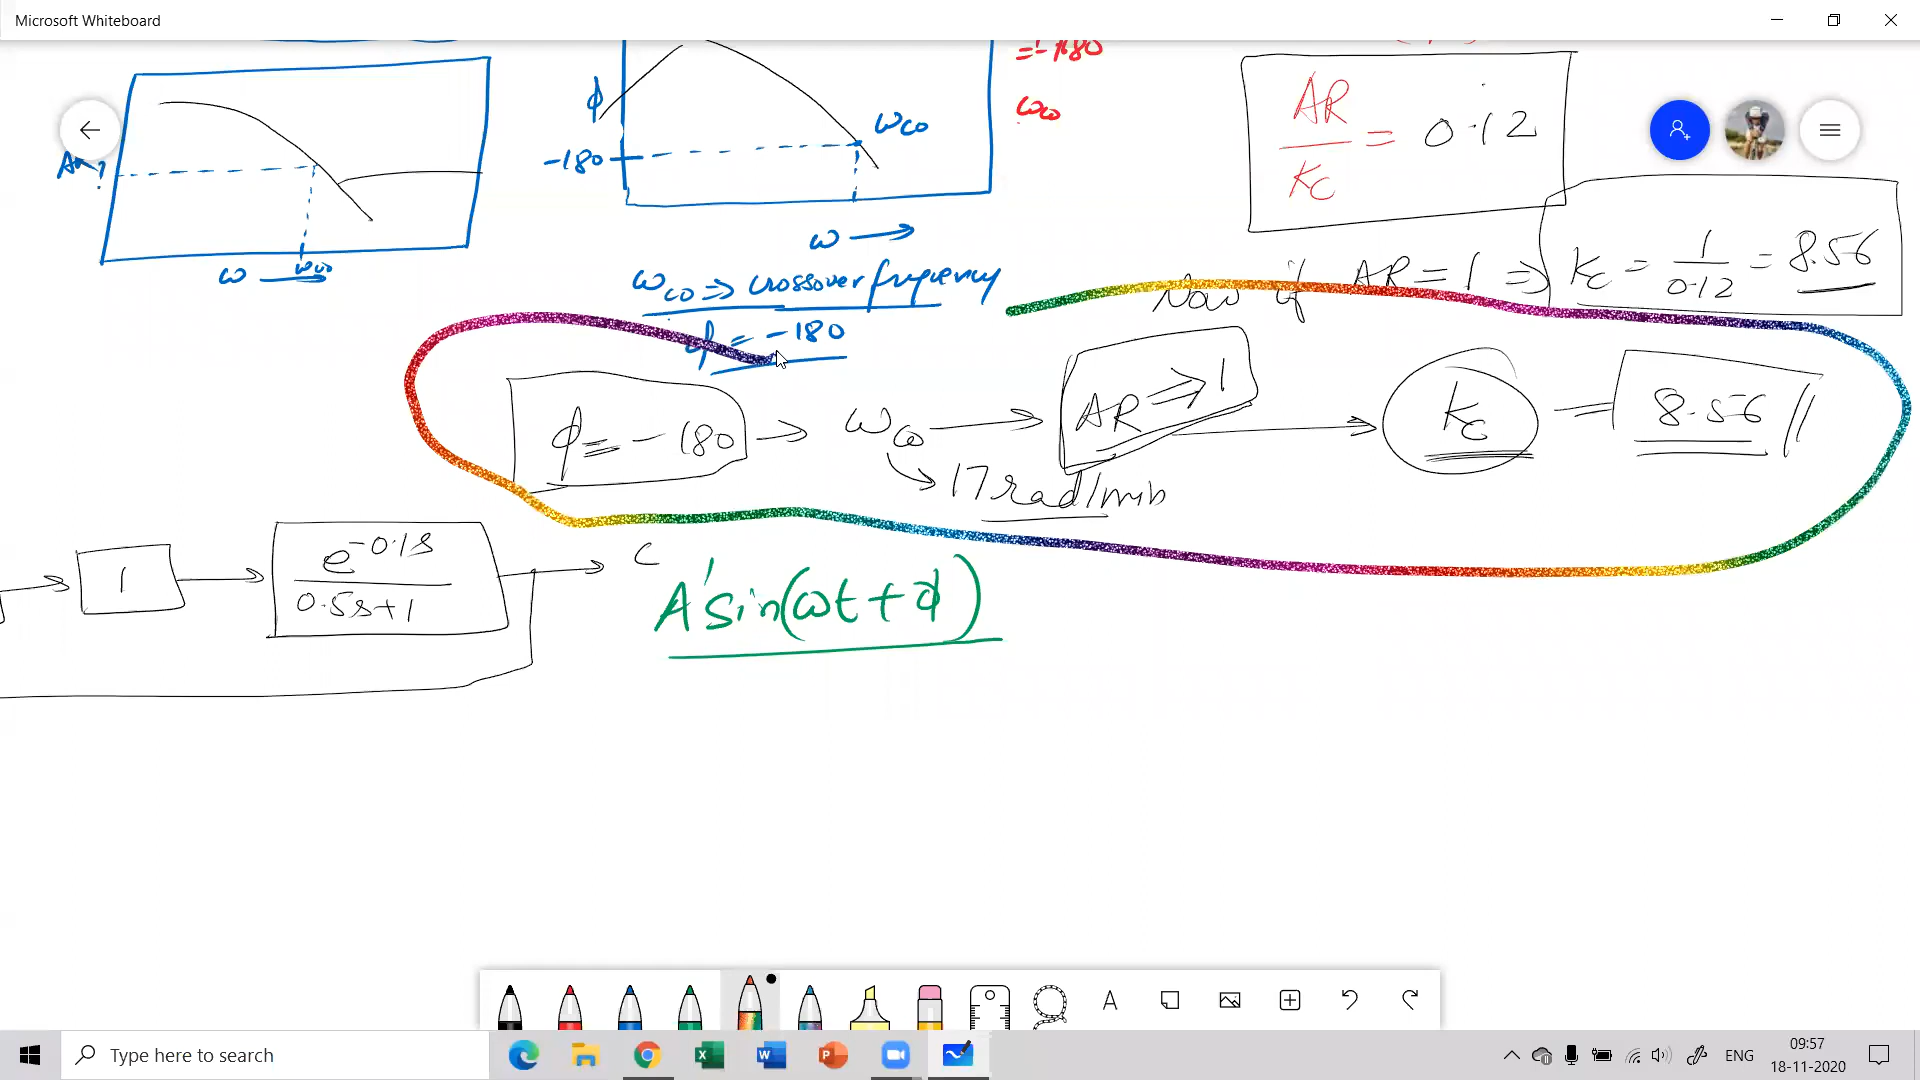 Microsoft Whiteboard
= -180
ωco
AR/Kc = 0.12
AR?
ω → ωco
ϕ
-180
ωco
ω →
ωco ⇒ crossover frequency
ϕ = -180
Now if AR = 1 ⇒ Kc = 1/0.12 = 8.56
ϕ = -180 → ωco → AR ⇒ 1 → Kc = 8.56 //
→ 17 rad/min
1
e^-0.1s / 0.5s+1
C
A' sin(ωt + ϕ)
Type here to search
ENG
09:57
18-11-2020